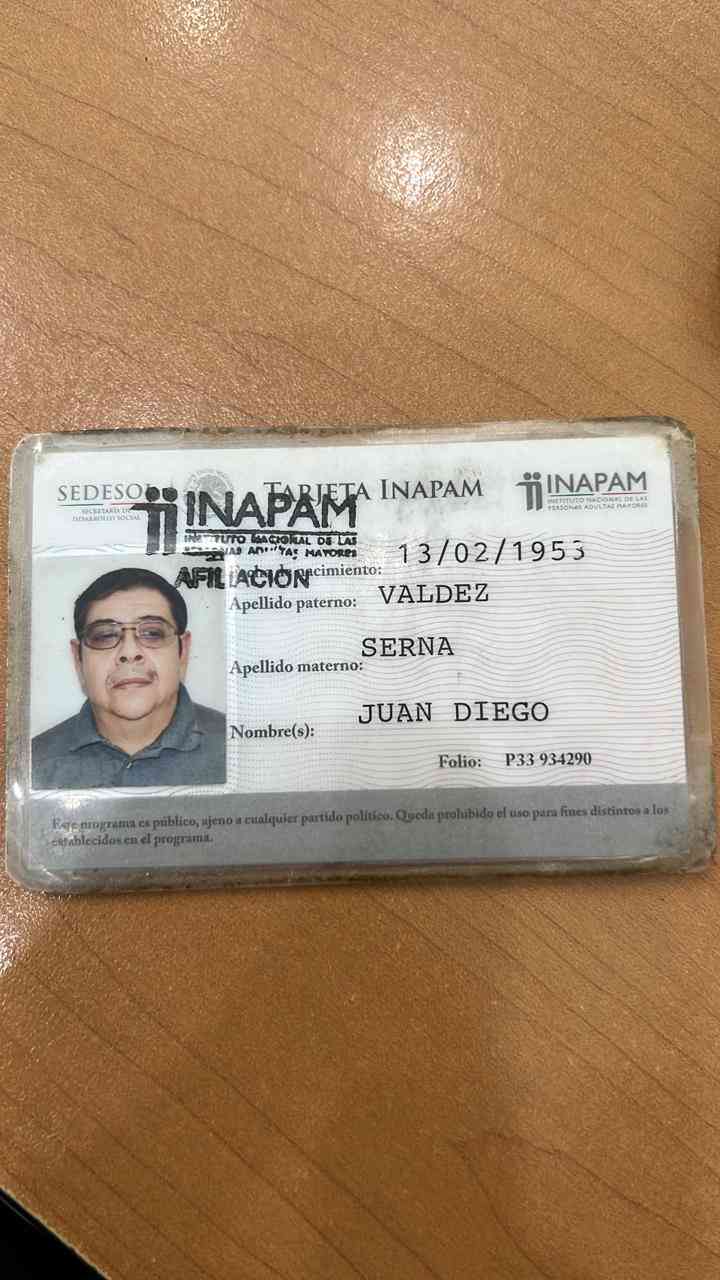 SEDESOL
SECRETARÍA DE
DESARROLLO SOCIAL
TARJETA INAPAM
INAPAM
INSTITUTO NACIONAL DE LAS
PERSONAS ADULTAS MAYORES
INAPAM
INSTITUTO NACIONAL DE LAS
PERSONAS ADULTAS MAYORES
AFILIACIÓN
nacimiento: 13/02/1953
Apellido paterno: VALDEZ
Apellido materno: SERNA
Nombre(s): JUAN DIEGO
Folio: P33 934290
Este programa es público, ajeno a cualquier partido político. Queda prohibido el uso para fines distintos a los
establecidos en el programa.